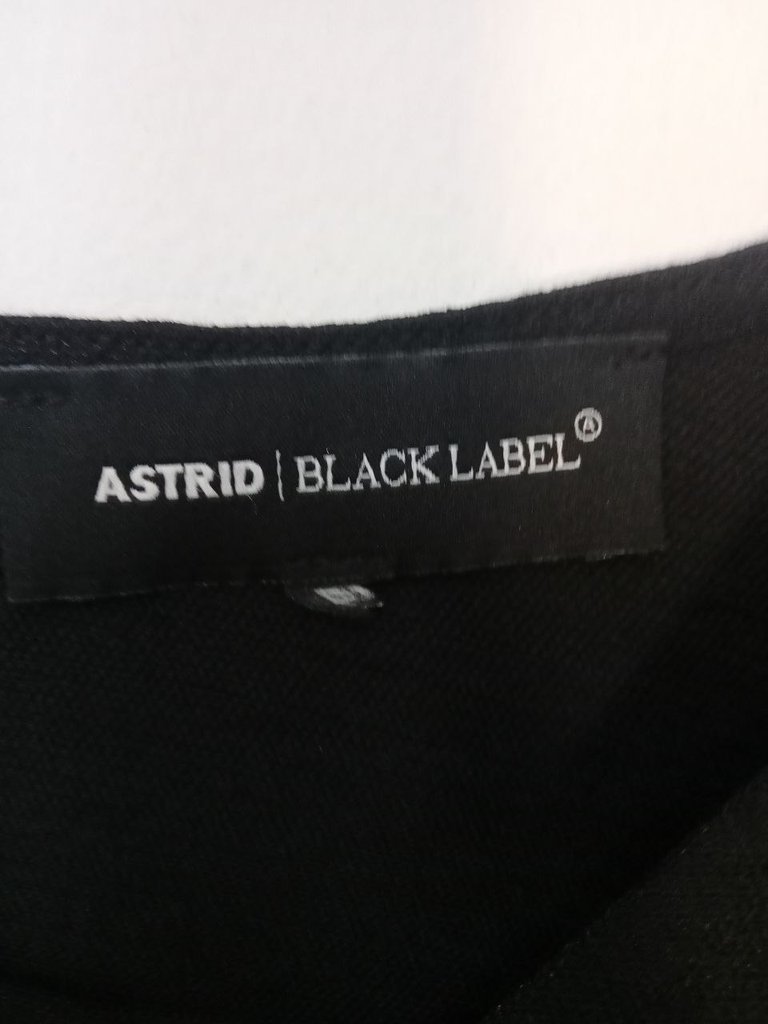 ASTRID | BLACK LABEL Ⓐ